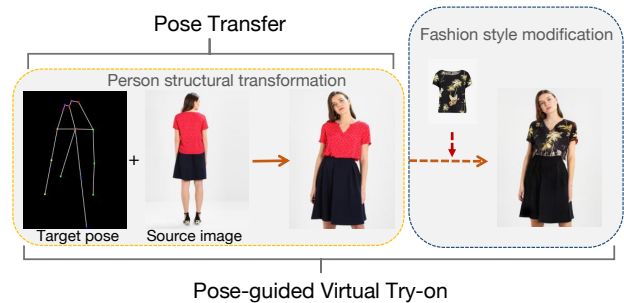 Pose Transfer
Fashion style modification
Person structural transformation
+
Target pose
Source image
Pose-guided Virtual Try-on